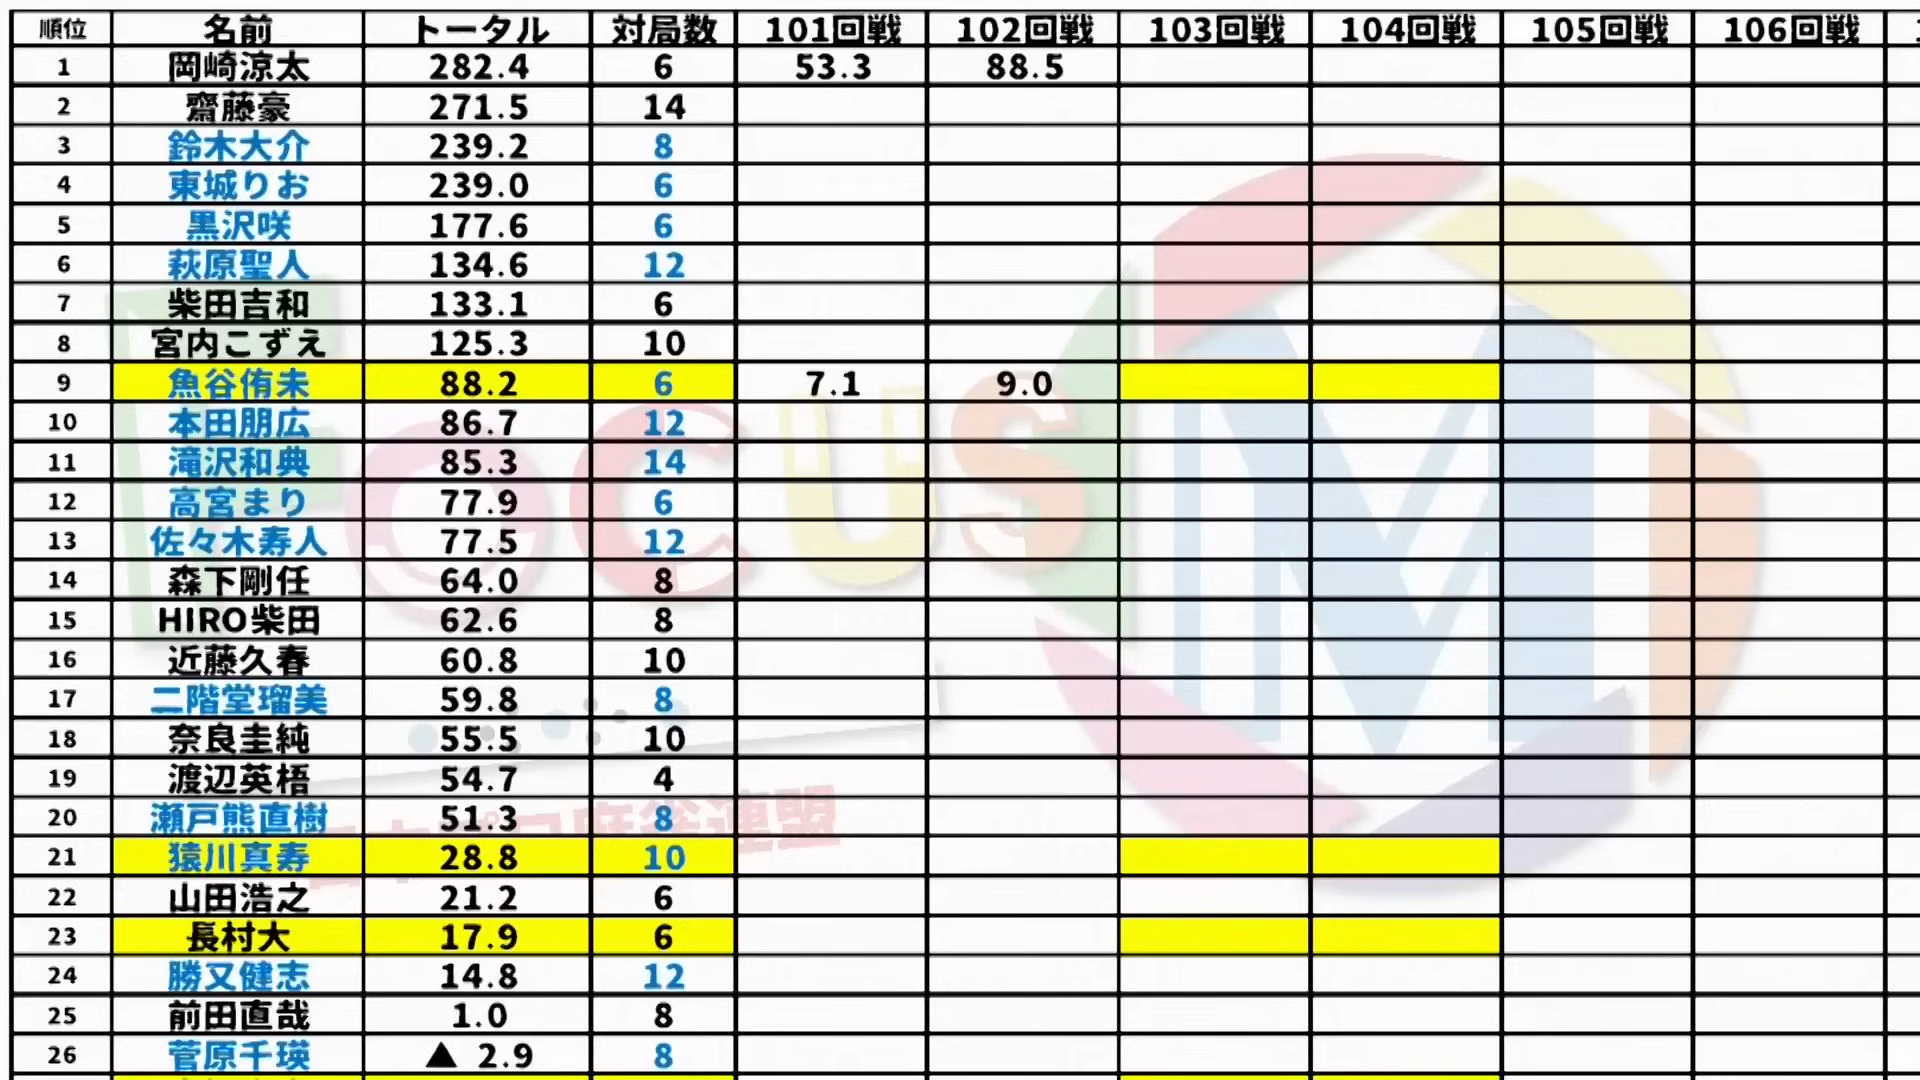 順位 名前 トータル 対局数 101回戦 102回戦 103回戦 104回戦 105回戦 106回戦
1 岡崎涼太 282.4 6 53.3 88.5
2 齋藤豪 271.5 14
3 鈴木大介 239.2 8
4 東城りお 239.0 6
5 黒沢咲 177.6 6
6 萩原聖人 134.6 12
7 柴田吉和 133.1 6
8 宮内こずえ 125.3 10
9 魚谷侑未 88.2 6 7.1 9.0
10 本田朋広 86.7 12
11 滝沢和典 85.3 14
12 高宮まり 77.9 6
13 佐々木寿人 77.5 12
14 森下剛任 64.0 8
15 HIRO柴田 62.6 8
16 近藤久春 60.8 10
17 二階堂瑠美 59.8 8
18 奈良圭純 55.5 10
19 渡辺英梧 54.7 4
20 瀬戸熊直樹 51.3 8
21 猿川真寿 28.8 10
22 山田浩之 21.2 6
23 長村大 17.9 6
24 勝又健志 14.8 12
25 前田直哉 1.0 8
26 菅原千瑛 ▲ 2.9 8
FOCUS M